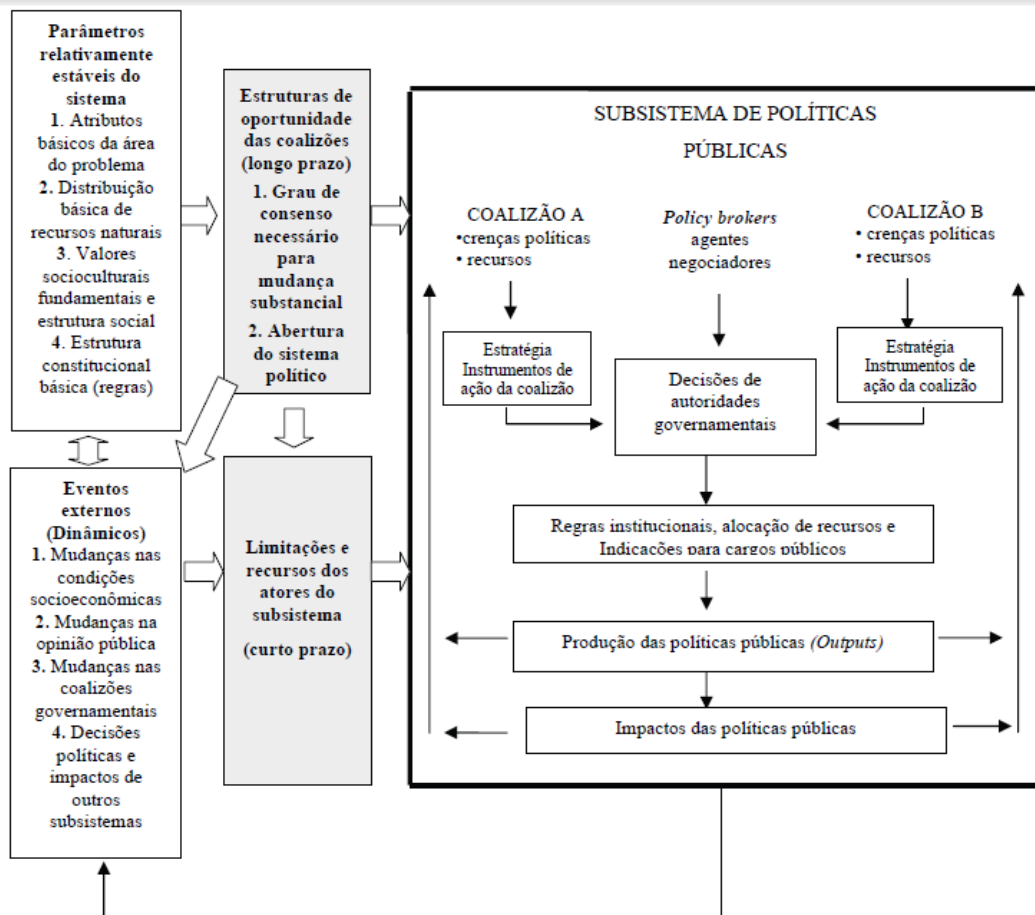 Parâmetros
relativamente
estáveis do
sistema
1. Atributos
básicos da área
do problema
2. Distribuição
básica de
recursos naturais
3. Valores
socioculturais
fundamentais e
estrutura social
4. Estrutura
constitucional
básica (regras)
Estruturas de
oportunidade
das coalizões
(longo prazo)
1. Grau de
consenso
necessário
para
mudança
substancial
2. Abertura
do sistema
político
Eventos
externos
(Dinâmicos)
1. Mudanças nas
condições
socioeconômicas
2. Mudanças na
opinião pública
3. Mudanças nas
coalizões
governamentais
4. Decisões
políticas e
impactos de
outros
subsistemas
Limitações e
recursos dos
atores do
subsistema
(curto prazo)
SUBSISTEMA DE POLÍTICAS
PÚBLICAS
COALIZÃO A
•crenças políticas
• recursos
Policy brokers
agentes
negociadores
COALIZÃO B
• crenças políticas
• recursos
Estratégia
Instrumentos de
ação da coalizão
Decisões de
autoridades
governamentais
Estratégia
Instrumentos de
ação da coalizão
Regras institucionais, alocação de recursos e
Indicações para cargos públicos
Produção das políticas públicas (Outputs)
Impactos das políticas públicas